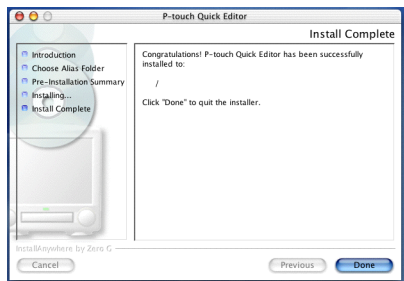 P-touch Quick Editor
Install Complete
Introduction
Choose Alias Folder
Pre-Installation Summary
Installing...
Install Complete
Congratulations! P-touch Quick Editor has been successfully
installed to:
/
Click "Done" to quit the installer.
InstallAnywhere by Zero G
Cancel
Previous
Done